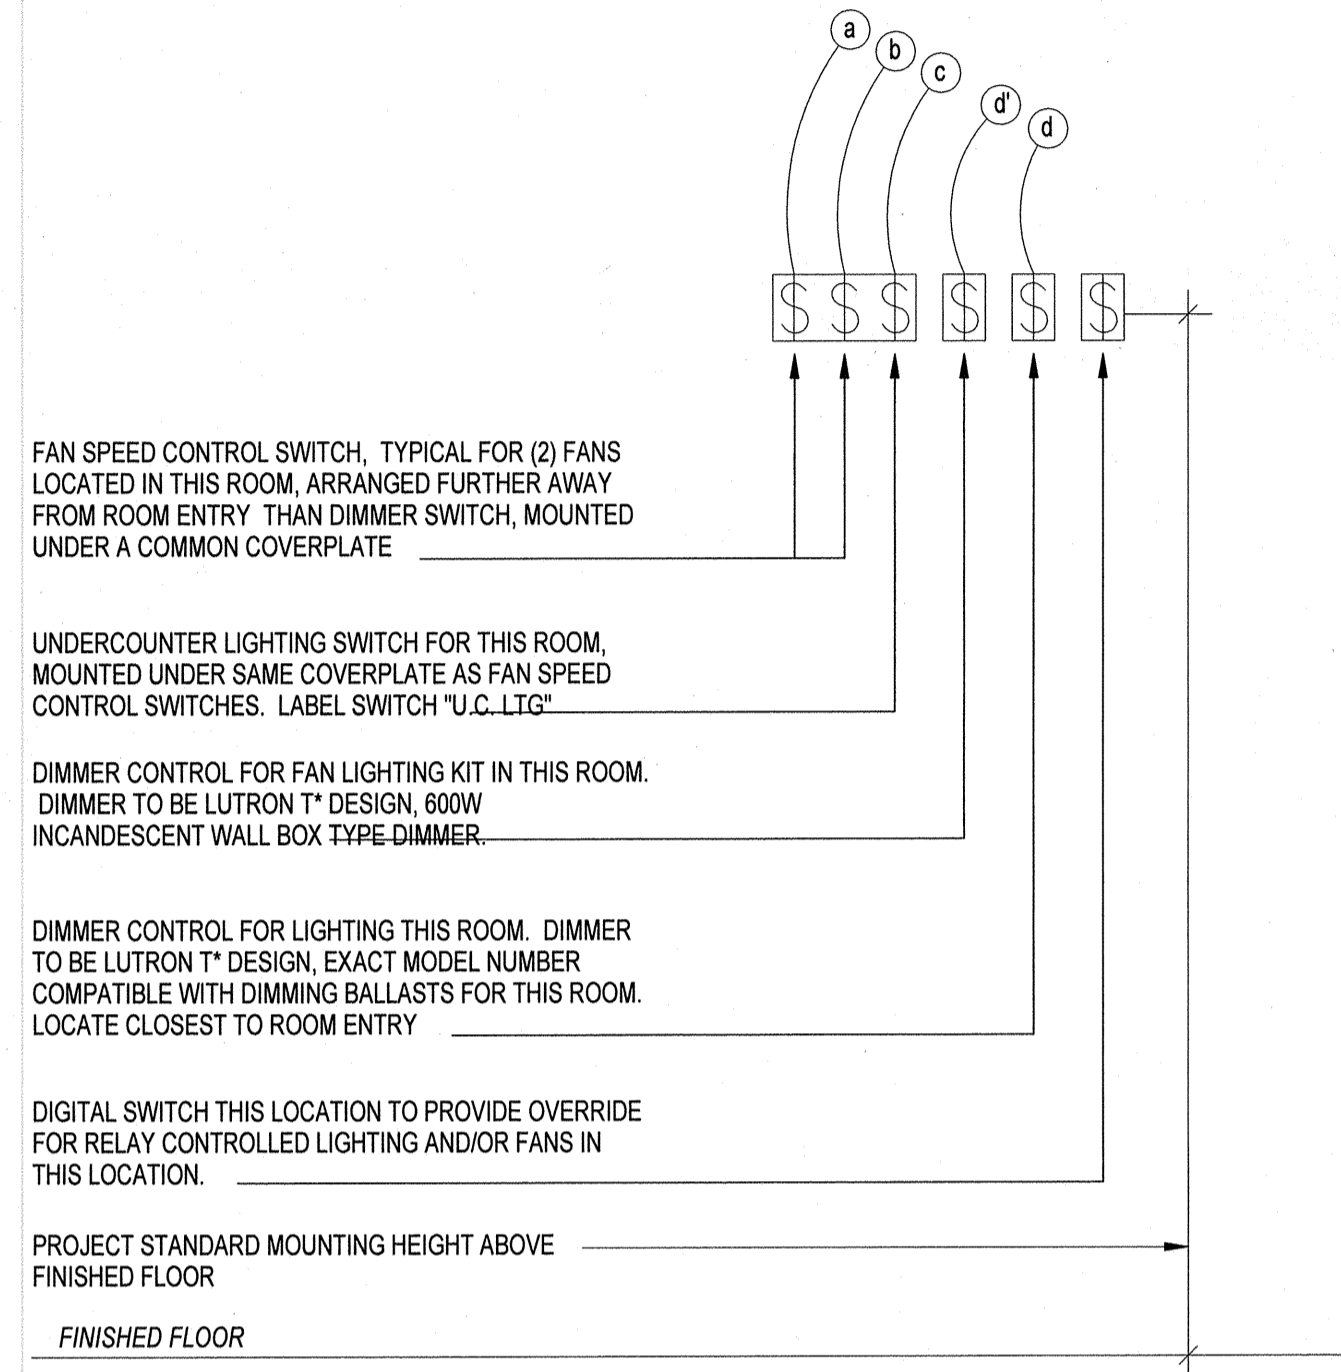 a
b
c
d'
d
S S S S S S
FAN SPEED CONTROL SWITCH, TYPICAL FOR (2) FANS
LOCATED IN THIS ROOM, ARRANGED FURTHER AWAY
FROM ROOM ENTRY THAN DIMMER SWITCH, MOUNTED
UNDER A COMMON COVERPLATE
UNDERCOUNTER LIGHTING SWITCH FOR THIS ROOM,
MOUNTED UNDER SAME COVERPLATE AS FAN SPEED
CONTROL SWITCHES. LABEL SWITCH "U.C. LTG"
DIMMER CONTROL FOR FAN LIGHTING KIT IN THIS ROOM.
DIMMER TO BE LUTRON T* DESIGN, 600W
INCANDESCENT WALL BOX TYPE DIMMER.
DIMMER CONTROL FOR LIGHTING THIS ROOM. DIMMER
TO BE LUTRON T* DESIGN, EXACT MODEL NUMBER
COMPATIBLE WITH DIMMING BALLASTS FOR THIS ROOM.
LOCATE CLOSEST TO ROOM ENTRY
DIGITAL SWITCH THIS LOCATION TO PROVIDE OVERRIDE
FOR RELAY CONTROLLED LIGHTING AND/OR FANS IN
THIS LOCATION.
PROJECT STANDARD MOUNTING HEIGHT ABOVE
FINISHED FLOOR
FINISHED FLOOR